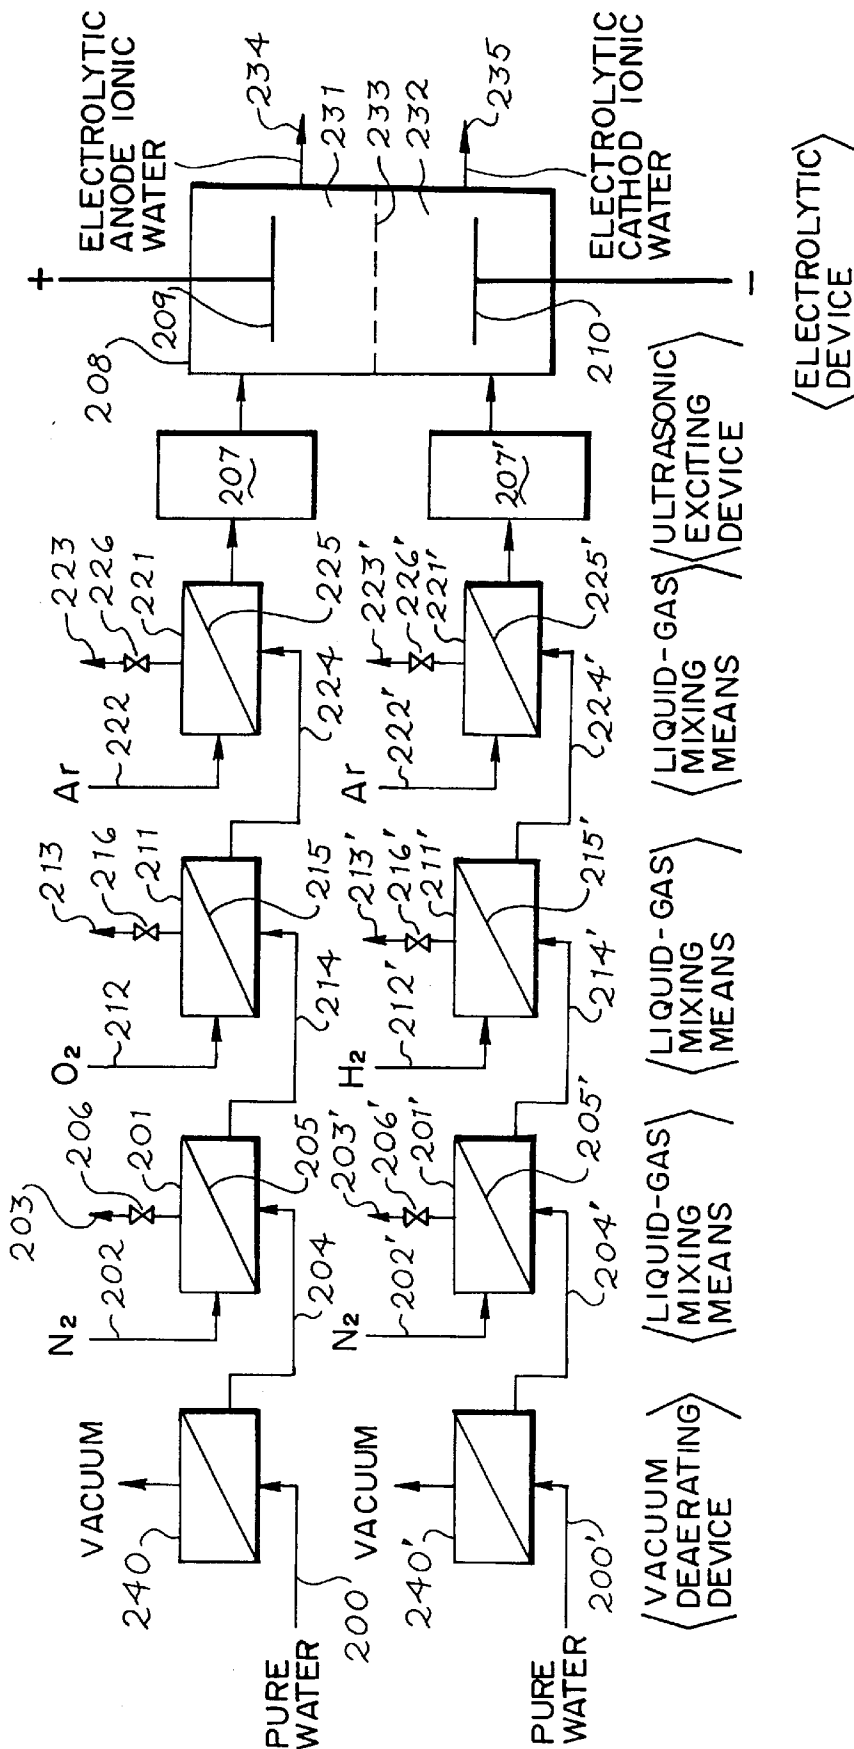 ELECTROLYTIC
ANODE IONIC
WATER
234
+
231
208
209
233
232
235
ELECTROLYTIC
CATHOD IONIC
WATER
210
−
207
207'
Ar
222
223
226
221
225
224
Ar
222'
223'
226'
221'
225'
224'
O2
212
213
216
211
215
214
H2
212'
213'
216'
211'
215'
214'
N2
202
203
206
201
205
204
N2
202'
203'
206'
201'
205'
204'
VACUUM
240
200
PURE
WATER
VACUUM
240'
200'
PURE
WATER
〈VACUUM
DEAERATING
DEVICE〉
〈LIQUID-GAS
MIXING
MEANS〉
〈LIQUID-GAS
MIXING
MEANS〉
〈LIQUID-GAS
MIXING
MEANS〉
〈ULTRASONIC
EXCITING
DEVICE〉
〈ELECTROLYTIC
DEVICE〉